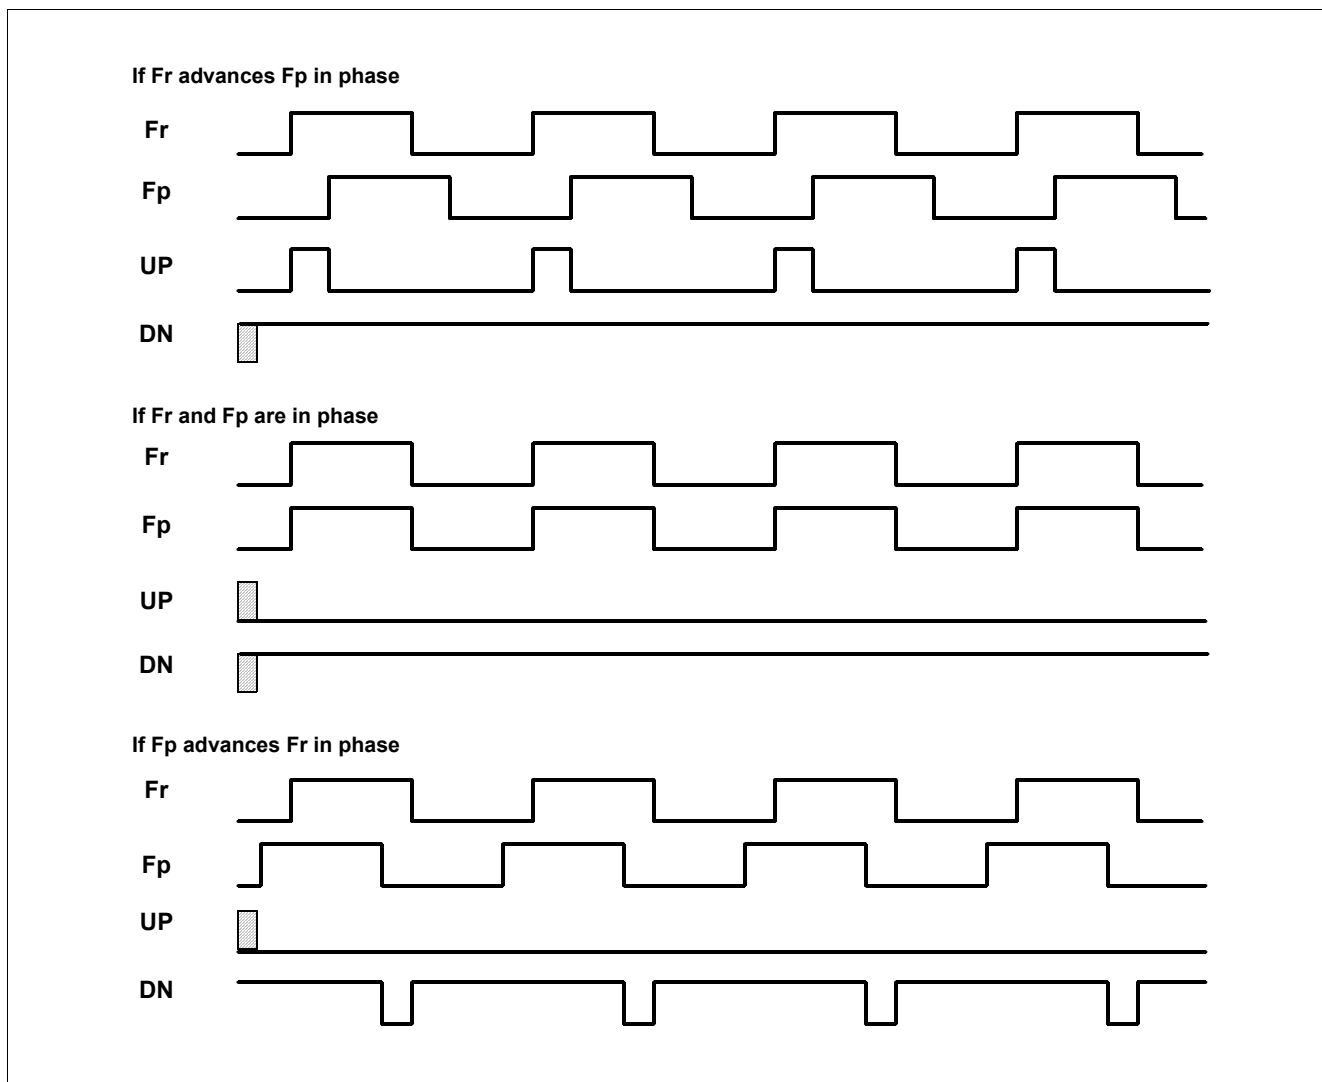 If Fr advances Fp in phase
Fr
Fp
UP
DN
If Fr and Fp are in phase
Fr
Fp
UP
DN
If Fp advances Fr in phase
Fr
Fp
UP
DN